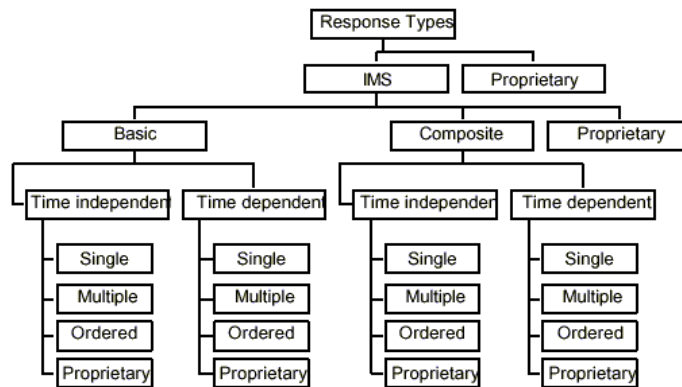 Response Types
IMS
Proprietary
Basic
Composite
Proprietary
Time independent
Time dependent
Time independent
Time dependent
Single
Single
Single
Single
Multiple
Multiple
Multiple
Multiple
Ordered
Ordered
Ordered
Ordered
Proprietary
Proprietary
Proprietary
Proprietary